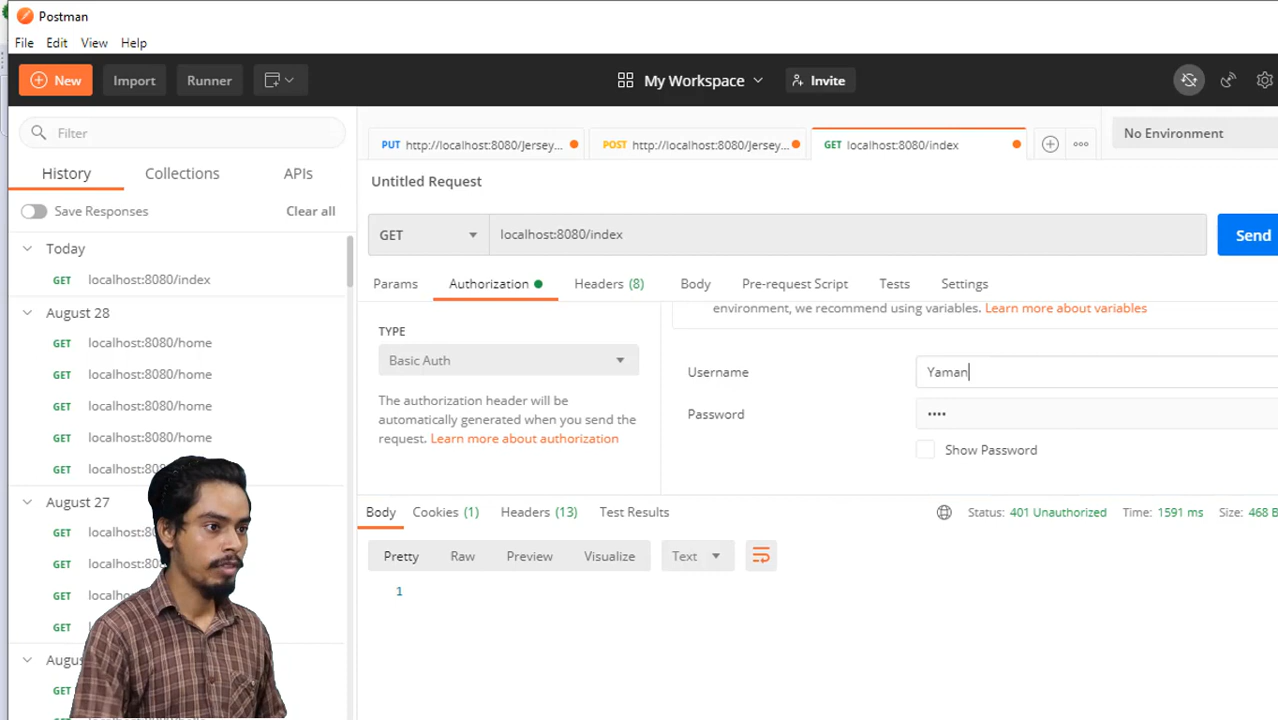 Postman
File Edit View Help
New Import Runner My Workspace Invite
Filter
History Collections APIs
Save Responses Clear all
Today
GET localhost:8080/index
August 28
GET localhost:8080/home
GET localhost:8080/home
GET localhost:8080/home
GET localhost:8080/home
GET
August 27
GET
GET
GET
GET
GET
PUT http://localhost:8080/Jersey... POST http://localhost:8080/Jersey... GET localhost:8080/index No Environment
Untitled Request
GET localhost:8080/index Send
Params Authorization Headers (8) Body Pre-request Script Tests Settings
environment, we recommend using variables. Learn more about variables
TYPE
Basic Auth
The authorization header will be
automatically generated when you send the
request. Learn more about authorization
Username Yaman
Password ••••
Show Password
Body Cookies (1) Headers (13) Test Results Status: 401 Unauthorized Time: 1591 ms Size: 468 B
Pretty Raw Preview Visualize Text
1